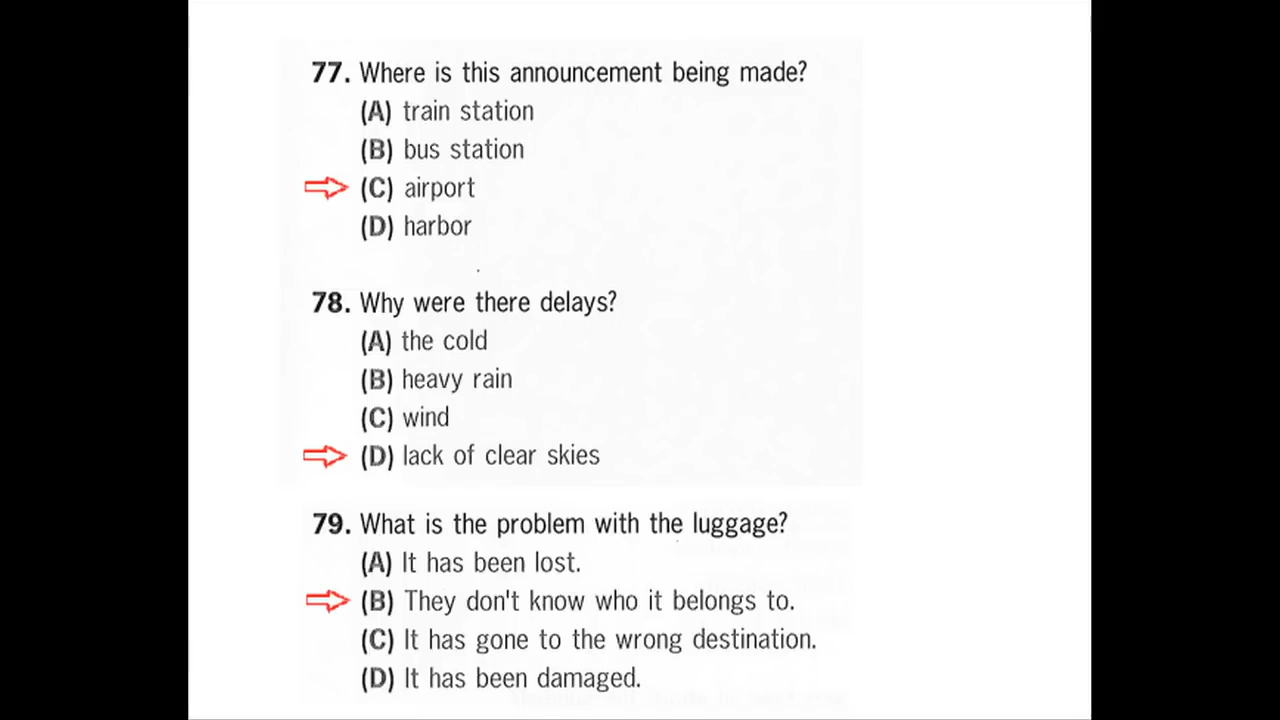 77. Where is this announcement being made?
(A) train station
(B) bus station
(C) airport
(D) harbor
78. Why were there delays?
(A) the cold
(B) heavy rain
(C) wind
(D) lack of clear skies
79. What is the problem with the luggage?
(A) It has been lost.
(B) They don't know who it belongs to.
(C) It has gone to the wrong destination.
(D) It has been damaged.